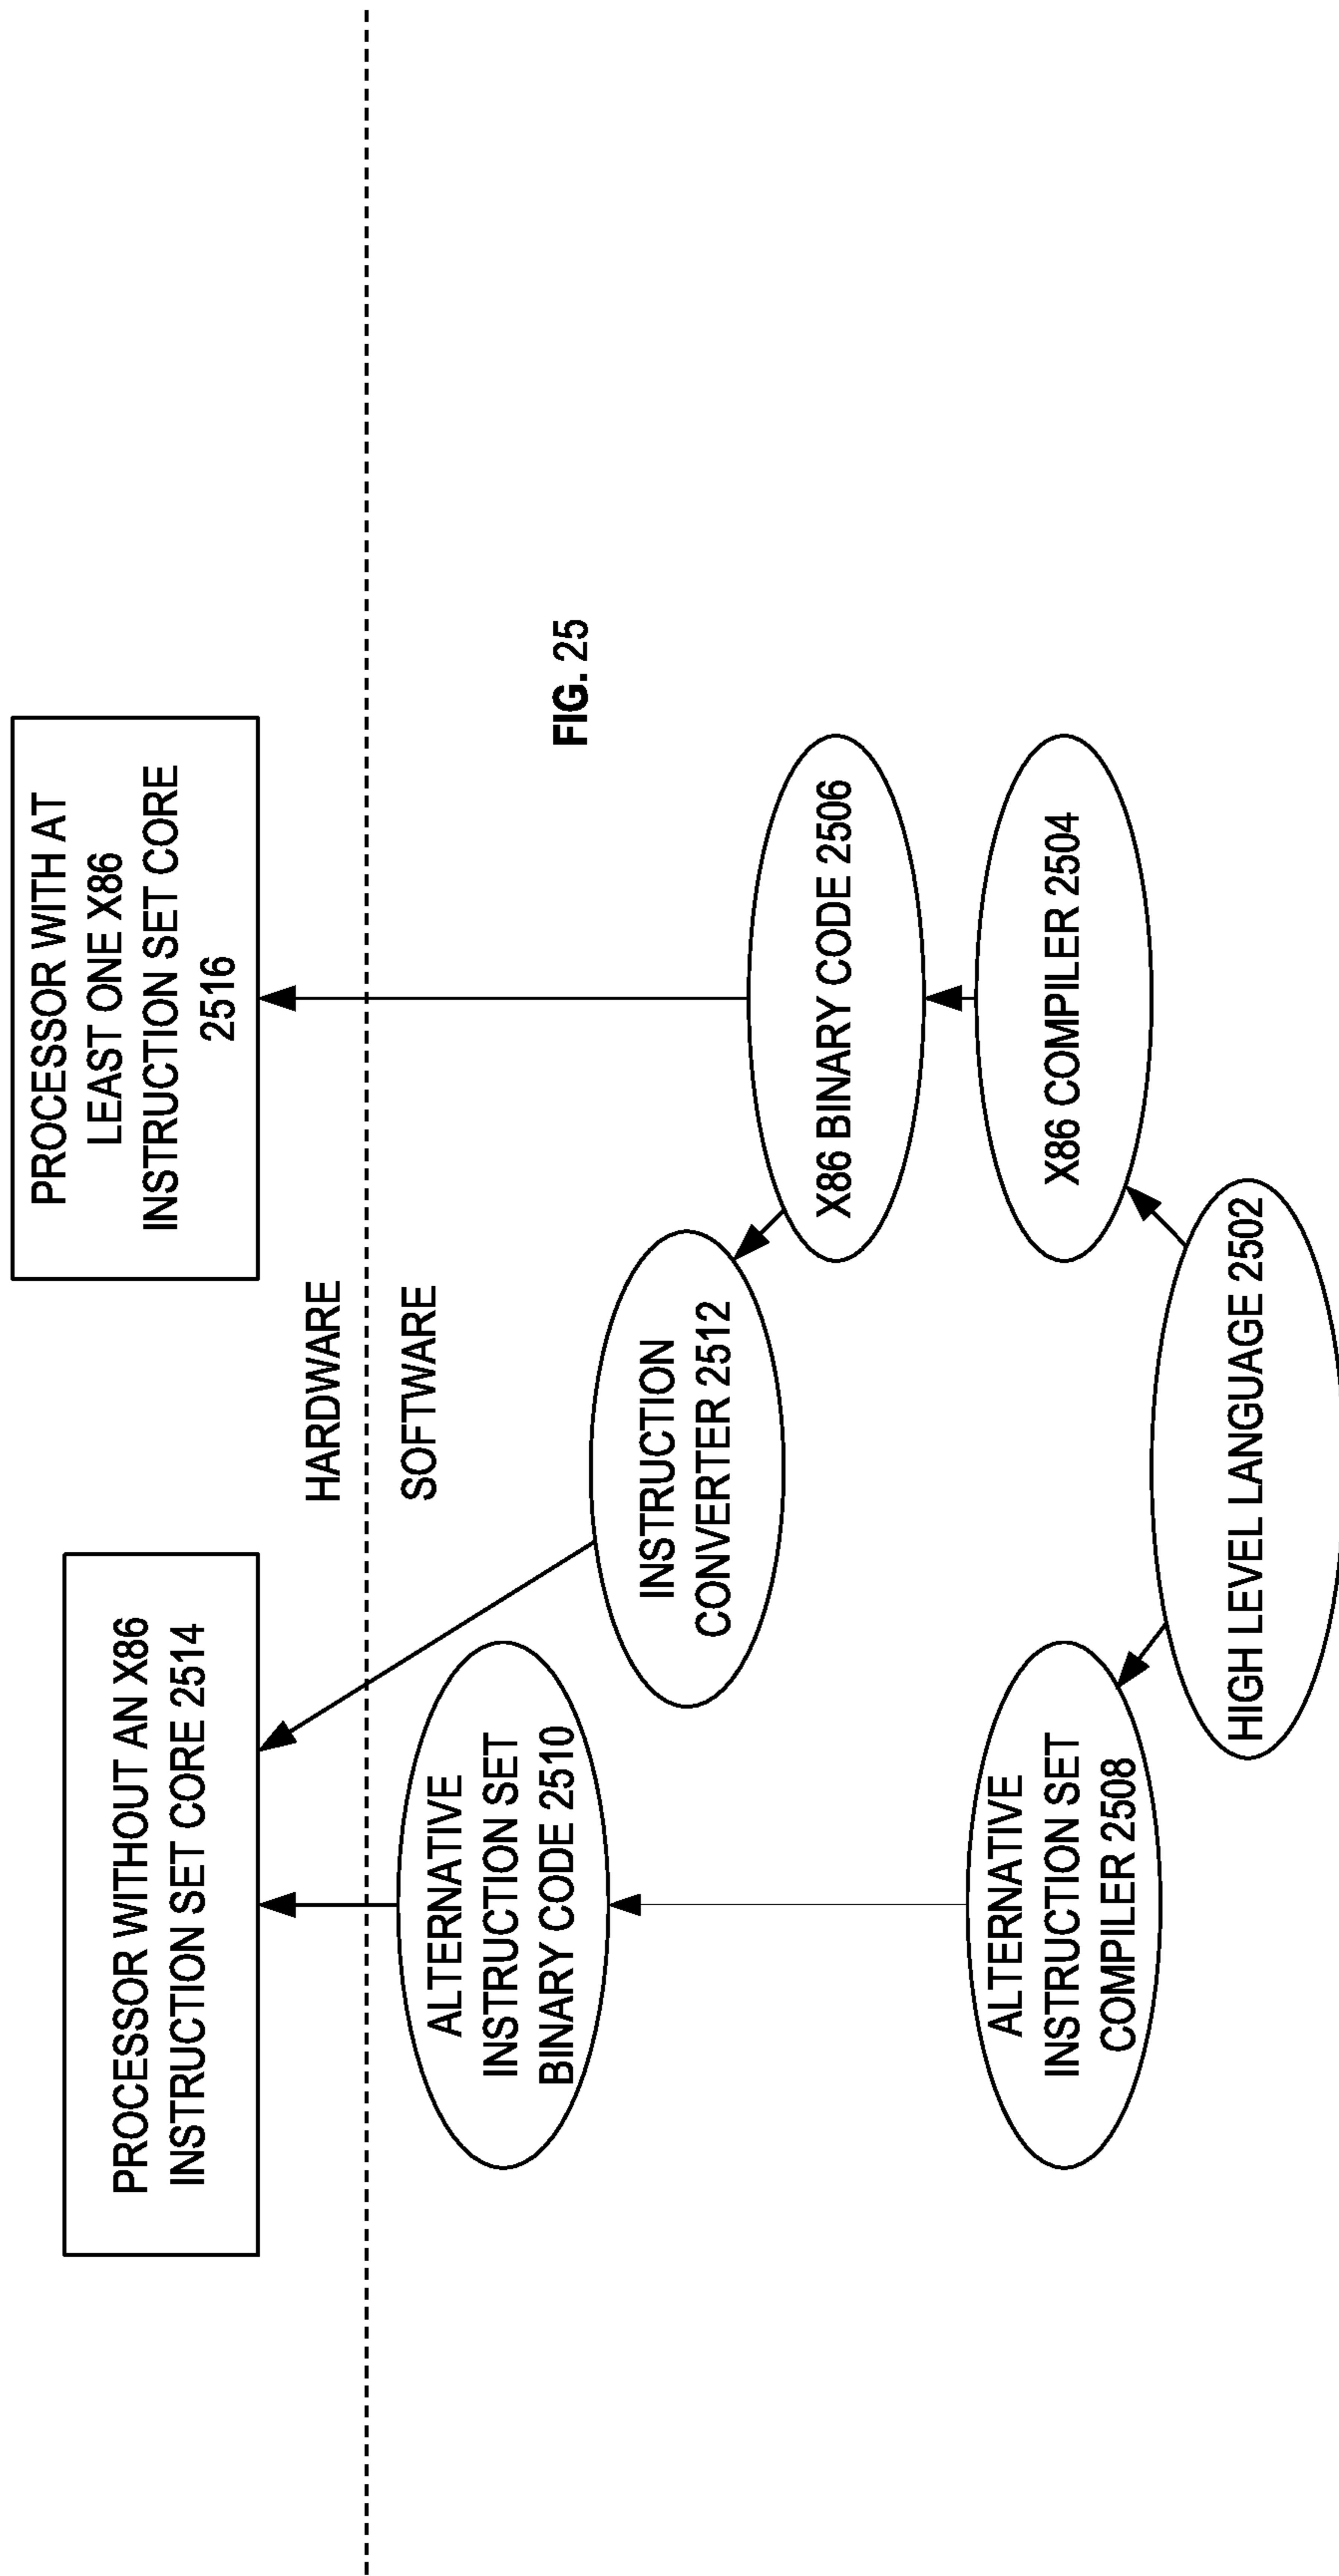 PROCESSOR WITHOUT AN X86
INSTRUCTION SET CORE 2514
PROCESSOR WITH AT
LEAST ONE X86
INSTRUCTION SET CORE
2516
HARDWARE
SOFTWARE
ALTERNATIVE
INSTRUCTION SET
BINARY CODE 2510
INSTRUCTION
CONVERTER 2512
FIG. 25
X86 BINARY CODE 2506
ALTERNATIVE
INSTRUCTION SET
COMPILER 2508
X86 COMPILER 2504
HIGH LEVEL LANGUAGE 2502